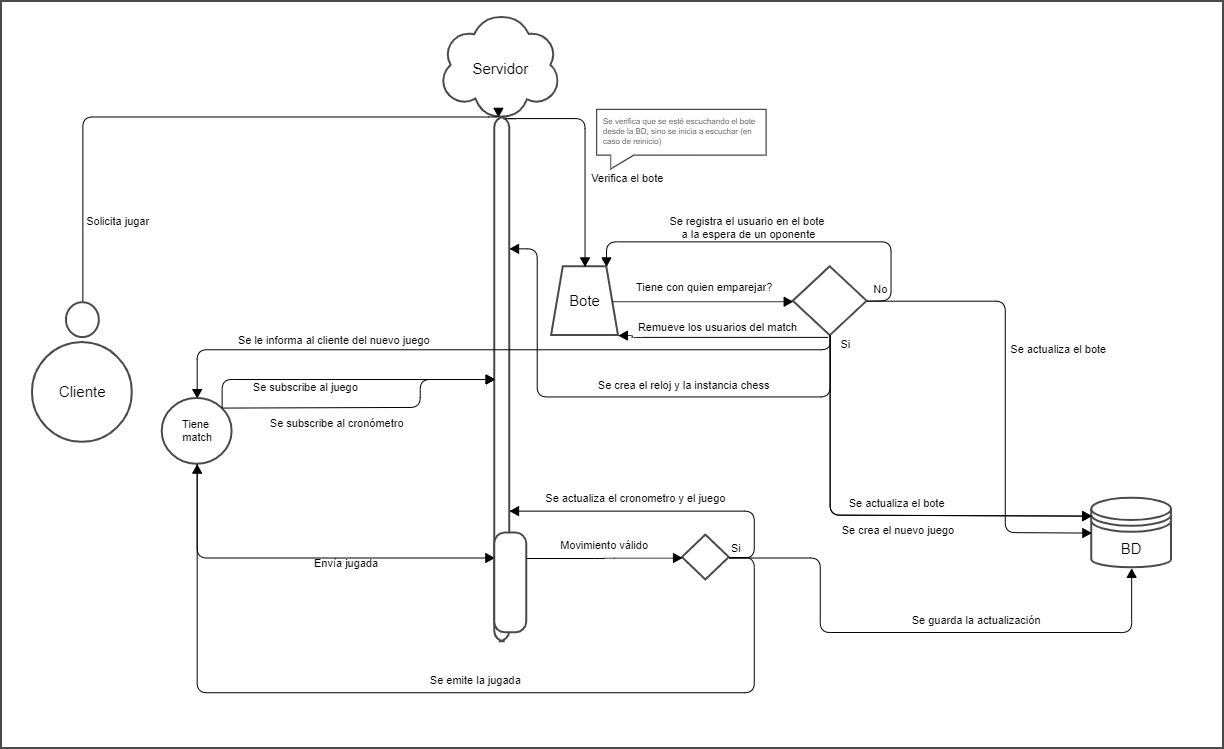 Servidor
Se verifica que se esté escuchando el bote
desde la BD, sino se inicia a escuchar (en
caso de reinicio)
Verifica el bote
Solicita jugar
Se registra el usuario en el bote
a la espera de un oponente
Bote
Tiene con quien emparejar?
No
Remueve los usuarios del match
Si
Se le informa al cliente del nuevo juego
Se actualiza el bote
Cliente
Se subscribe al juego
Se crea el reloj y la instancia chess
Tiene
match
Se subscribe al cronómetro
Se actualiza el cronometro y el juego
Se actualiza el bote
Se crea el nuevo juego
Movimiento válido
Si
BD
Envía jugada
Se guarda la actualización
Se emite la jugada